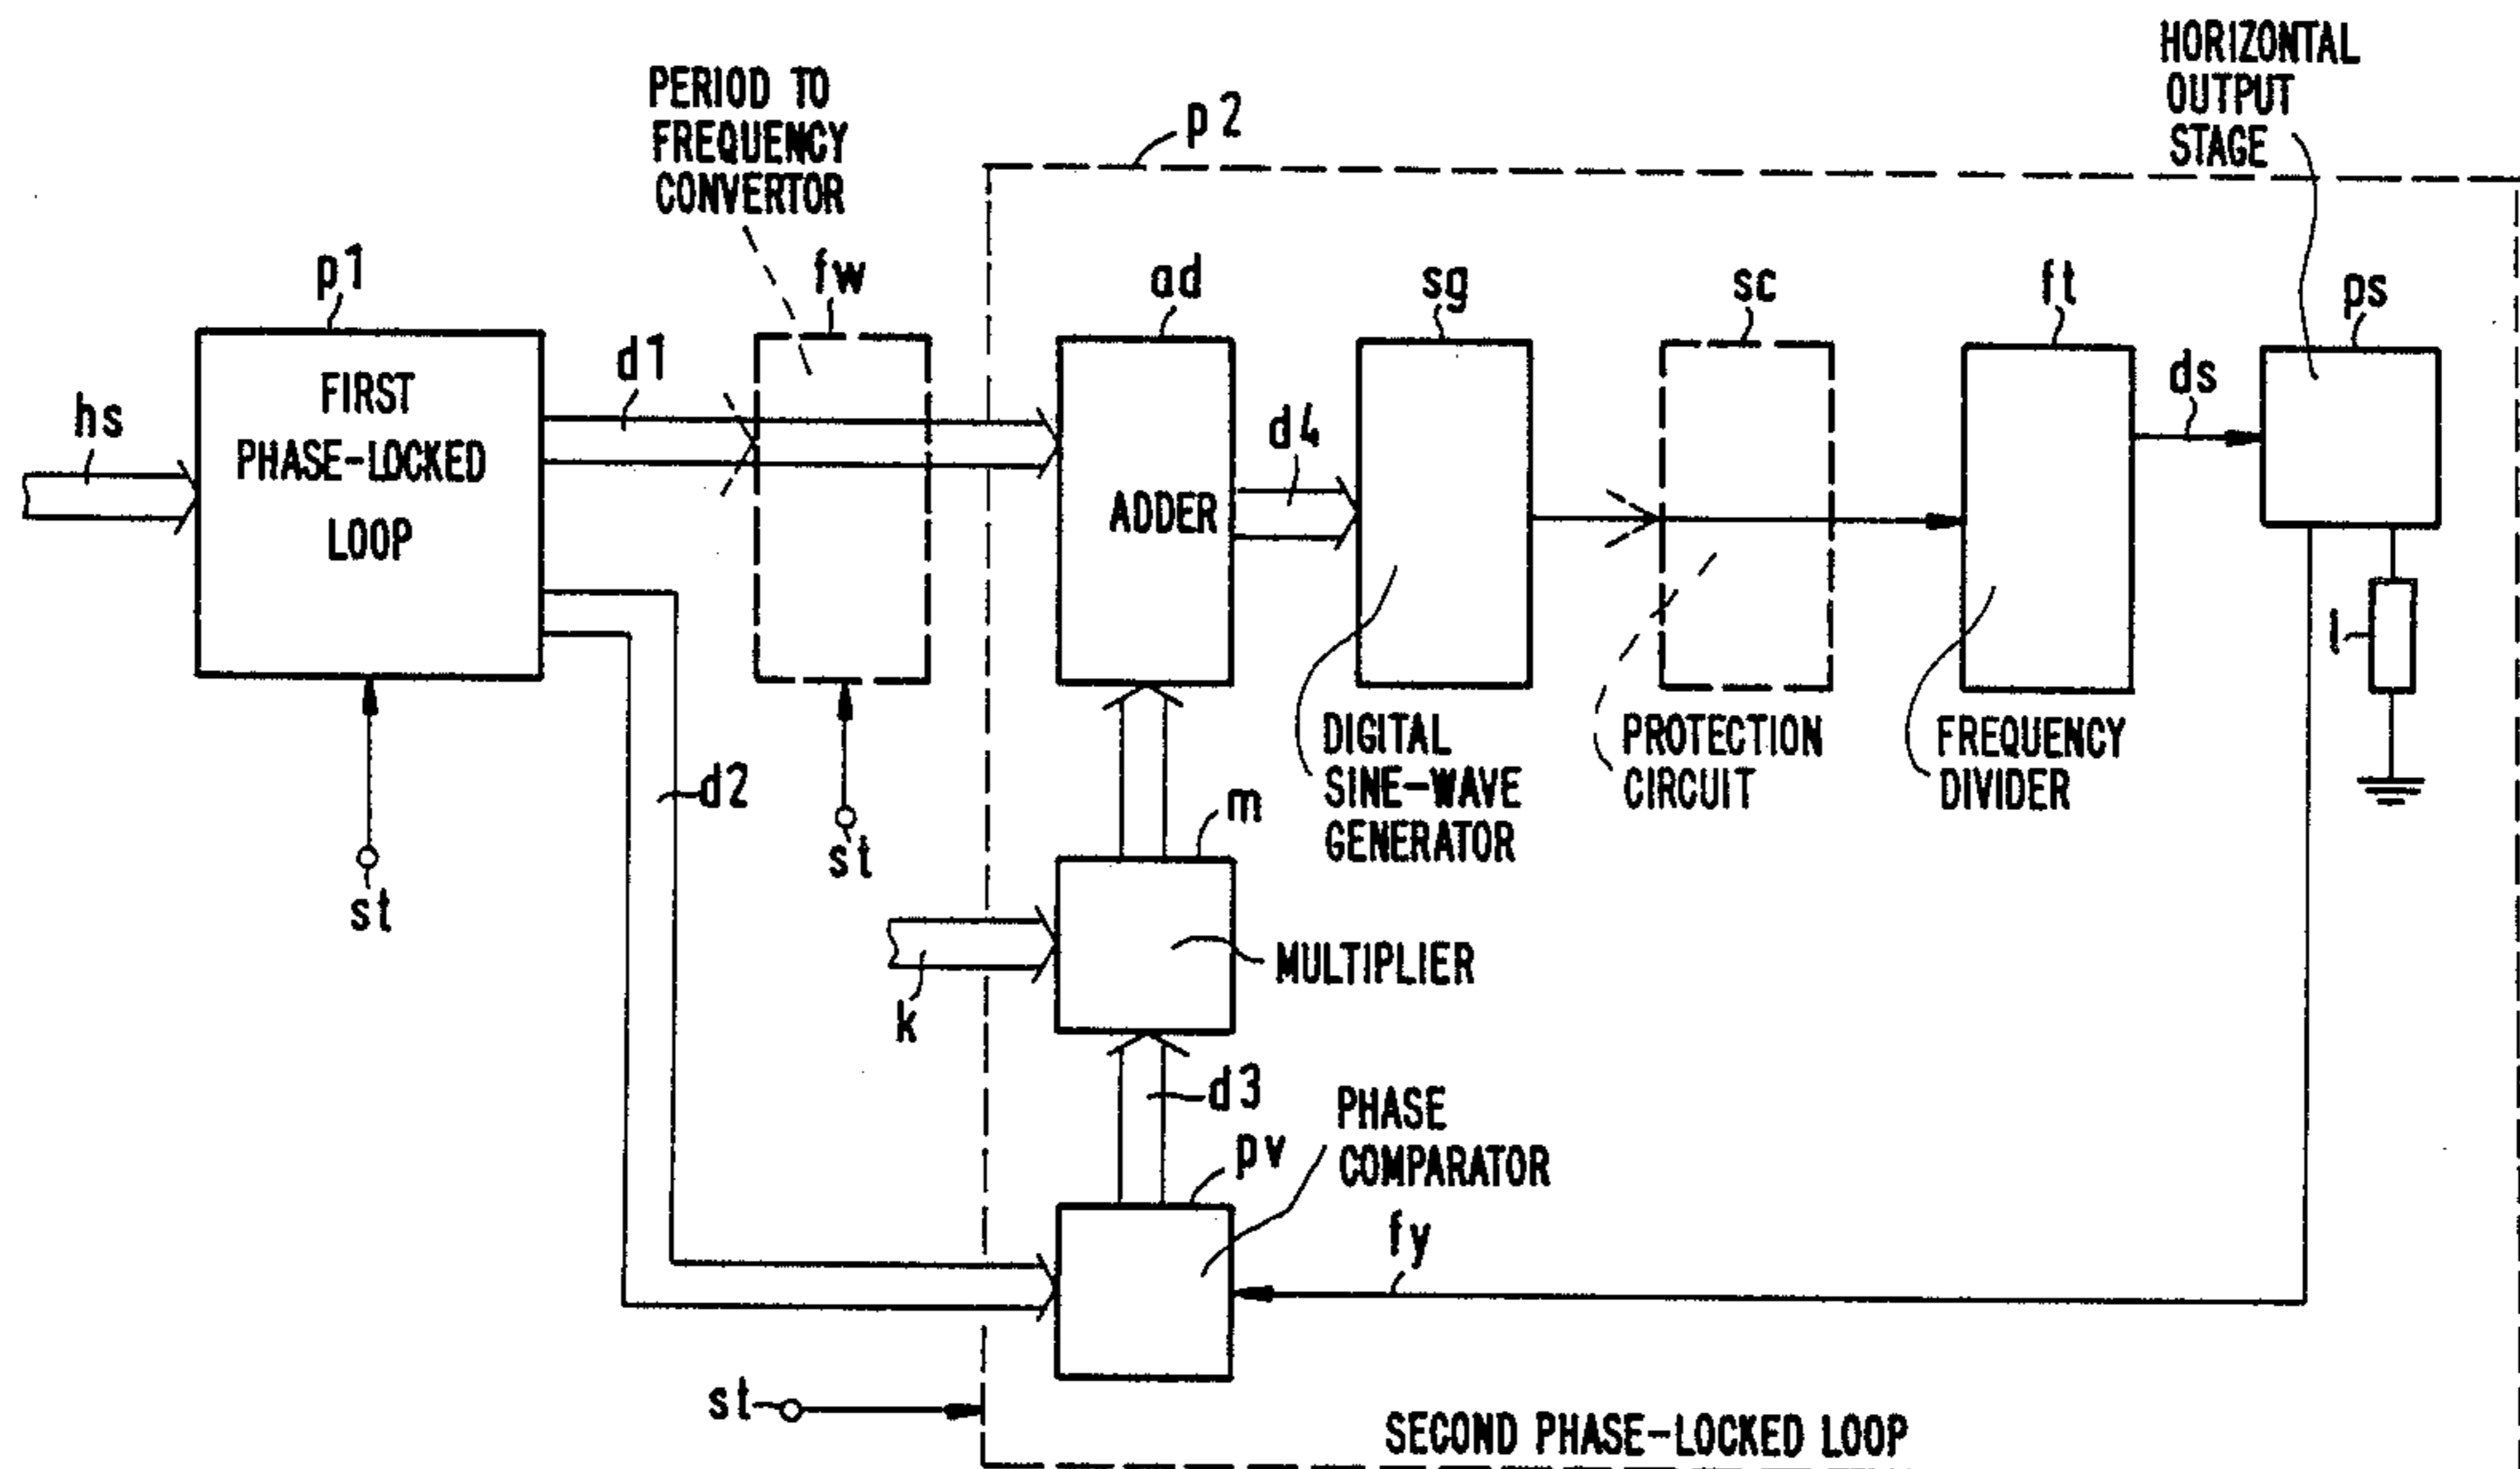 HORIZONTAL
OUTPUT
STAGE
PERIOD TO
FREQUENCY
CONVERTOR
p2
p1
fw
ad
sg
sc
ft
ps
hs
FIRST
PHASE-LOCKED
LOOP
d1
ADDER
d4
ds
l
DIGITAL
SINE-WAVE
GENERATOR
PROTECTION
CIRCUIT
FREQUENCY
DIVIDER
d2
st
st
m
k
MULTIPLIER
d3
PHASE
COMPARATOR
pv
fy
st
SECOND PHASE-LOCKED LOOP